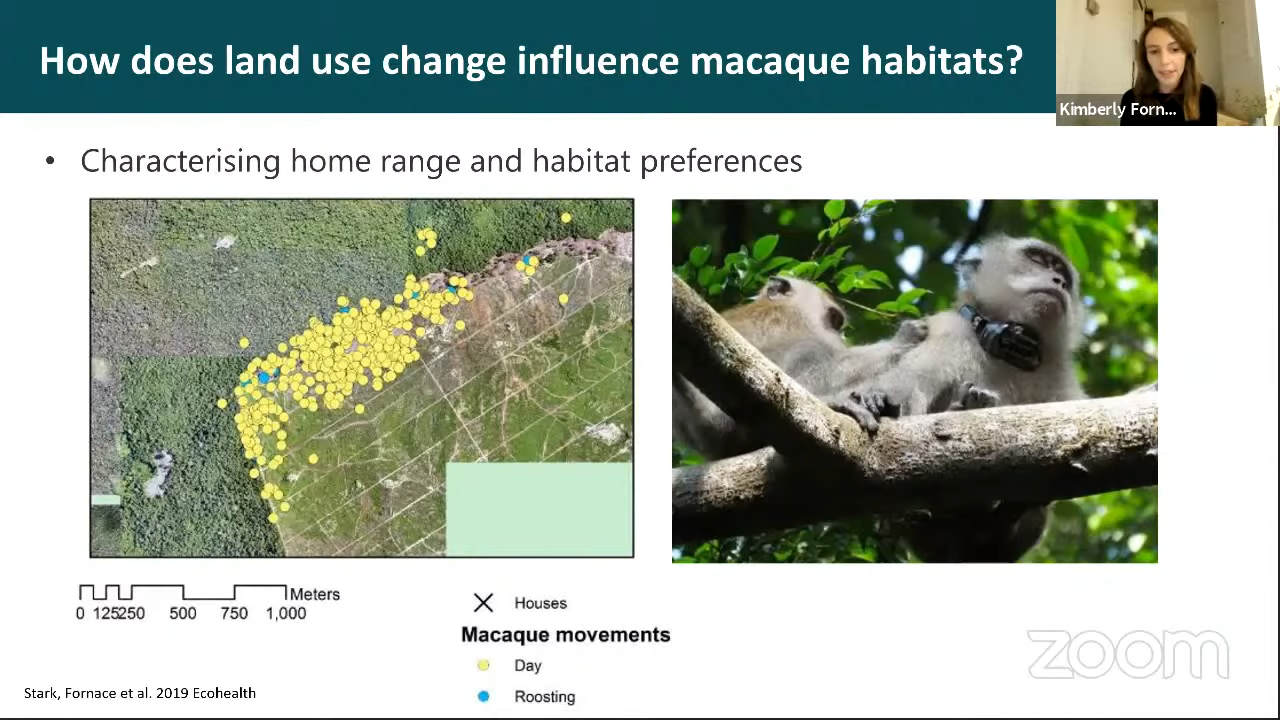 How does land use change influence macaque habitats?
Kimberly Forn...
• Characterising home range and habitat preferences
Meters
0 125250 500 750 1,000
Houses
Macaque movements
Day
Roosting
zoom
Stark, Fornace et al. 2019 Ecohealth